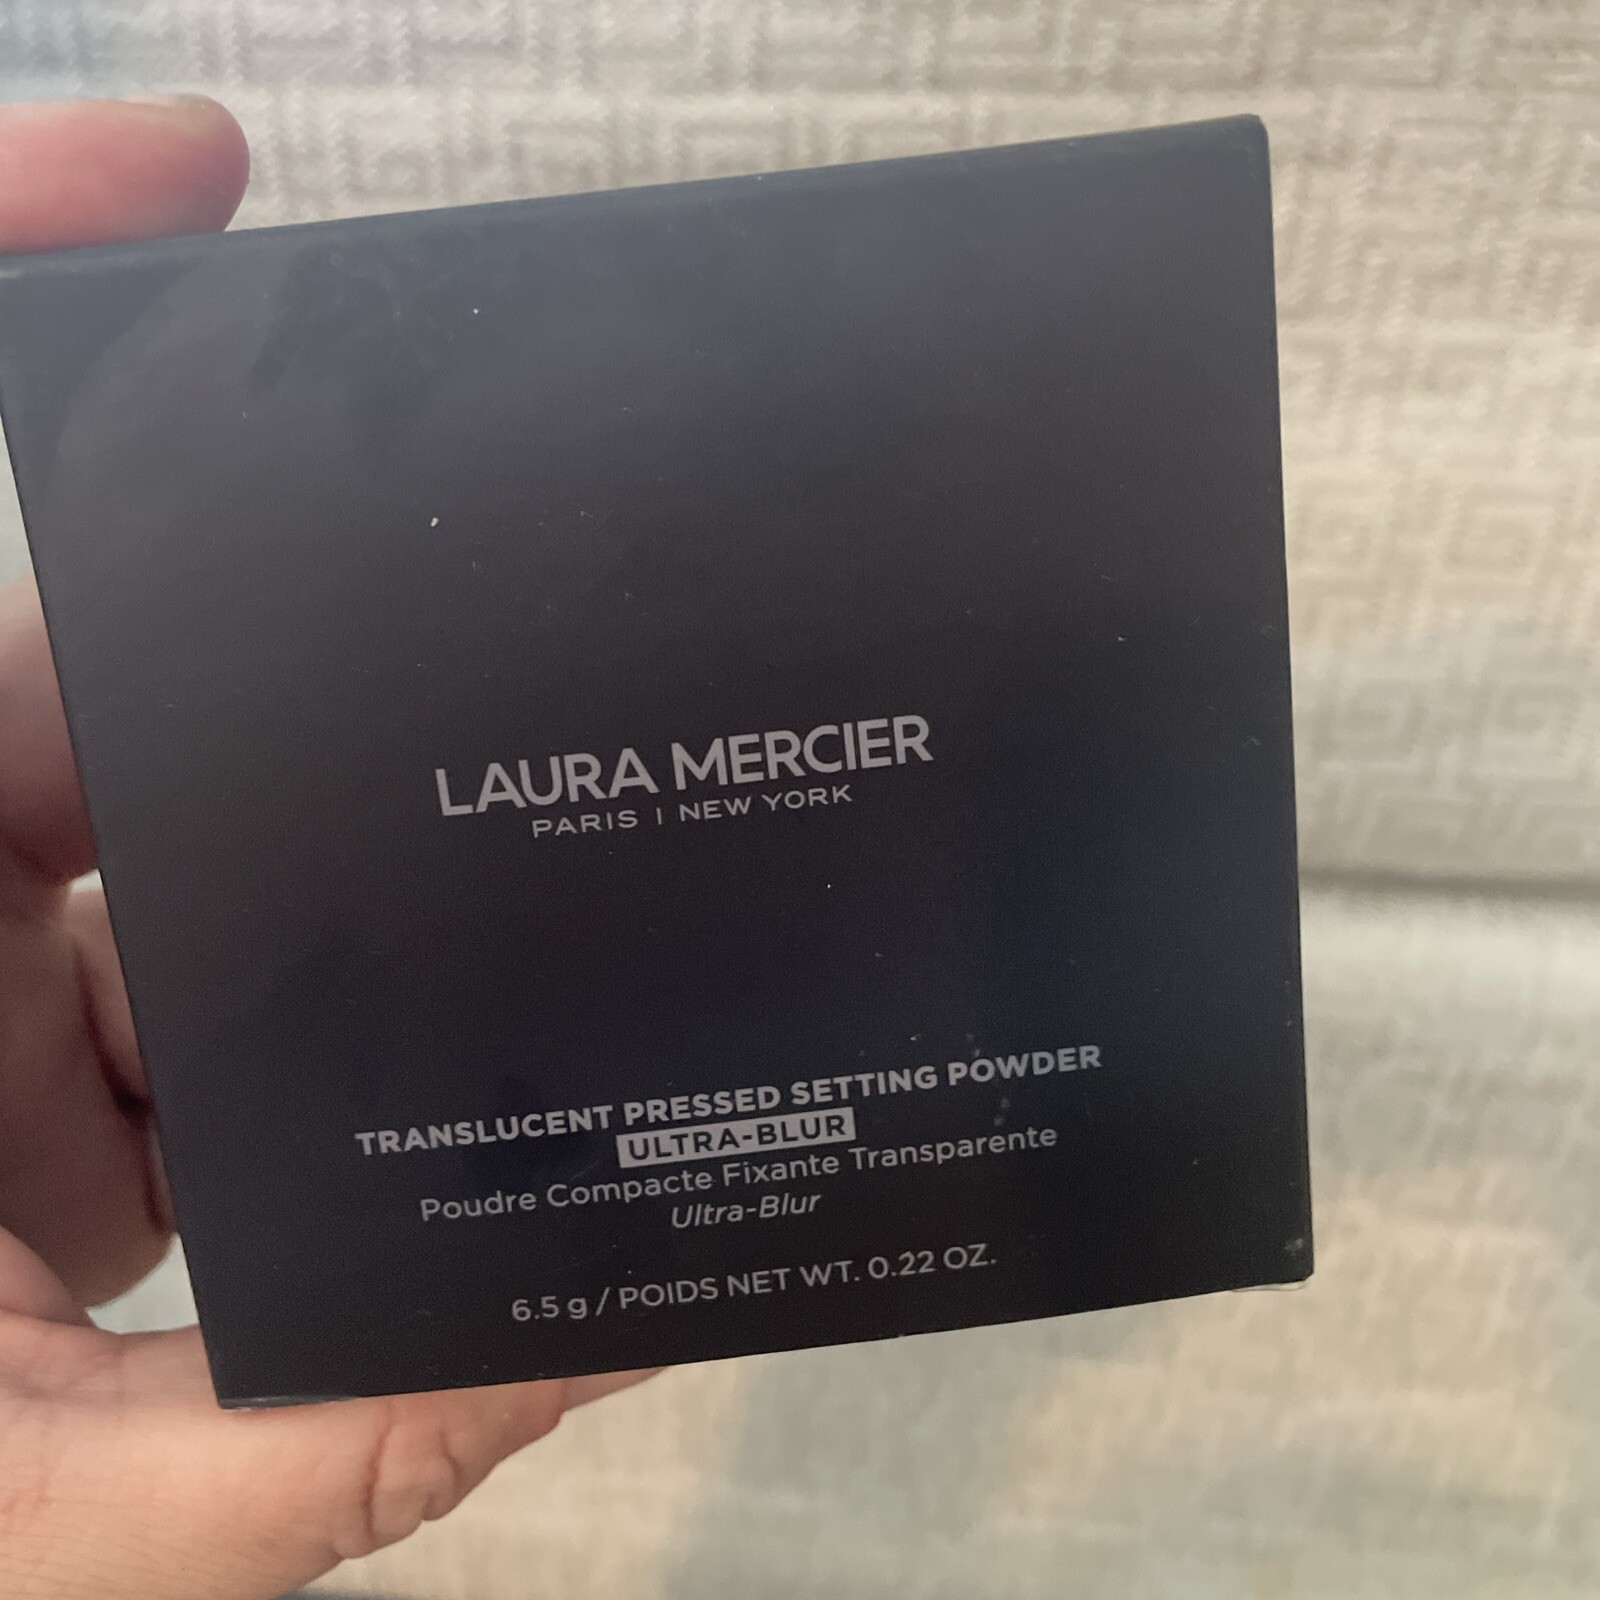 LAURA MERCIER
PARIS | NEW YORK
TRANSLUCENT PRESSED SETTING POWDER
ULTRA-BLUR
Poudre Compacte Fixante Transparente
Ultra-Blur
6.5 g / POIDS NET WT. 0.22 OZ.